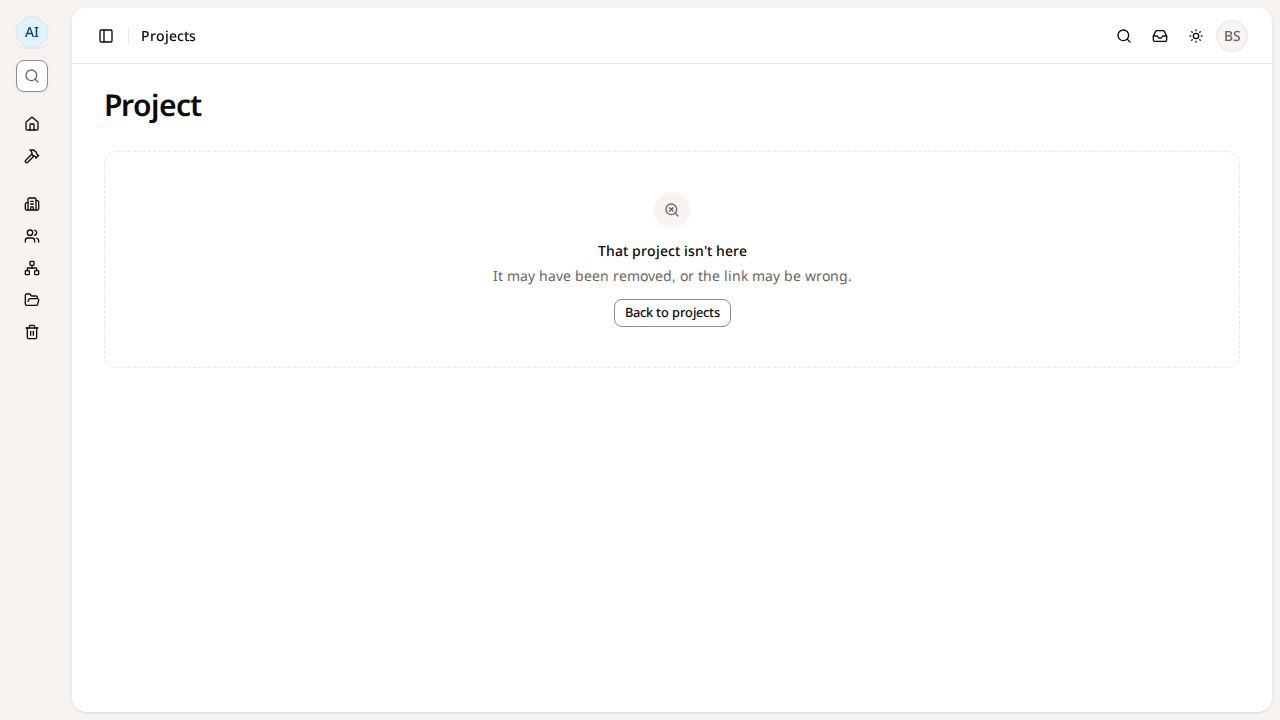 AI
Projects
BS
Project
That project isn't here
It may have been removed, or the link may be wrong.
Back to projects